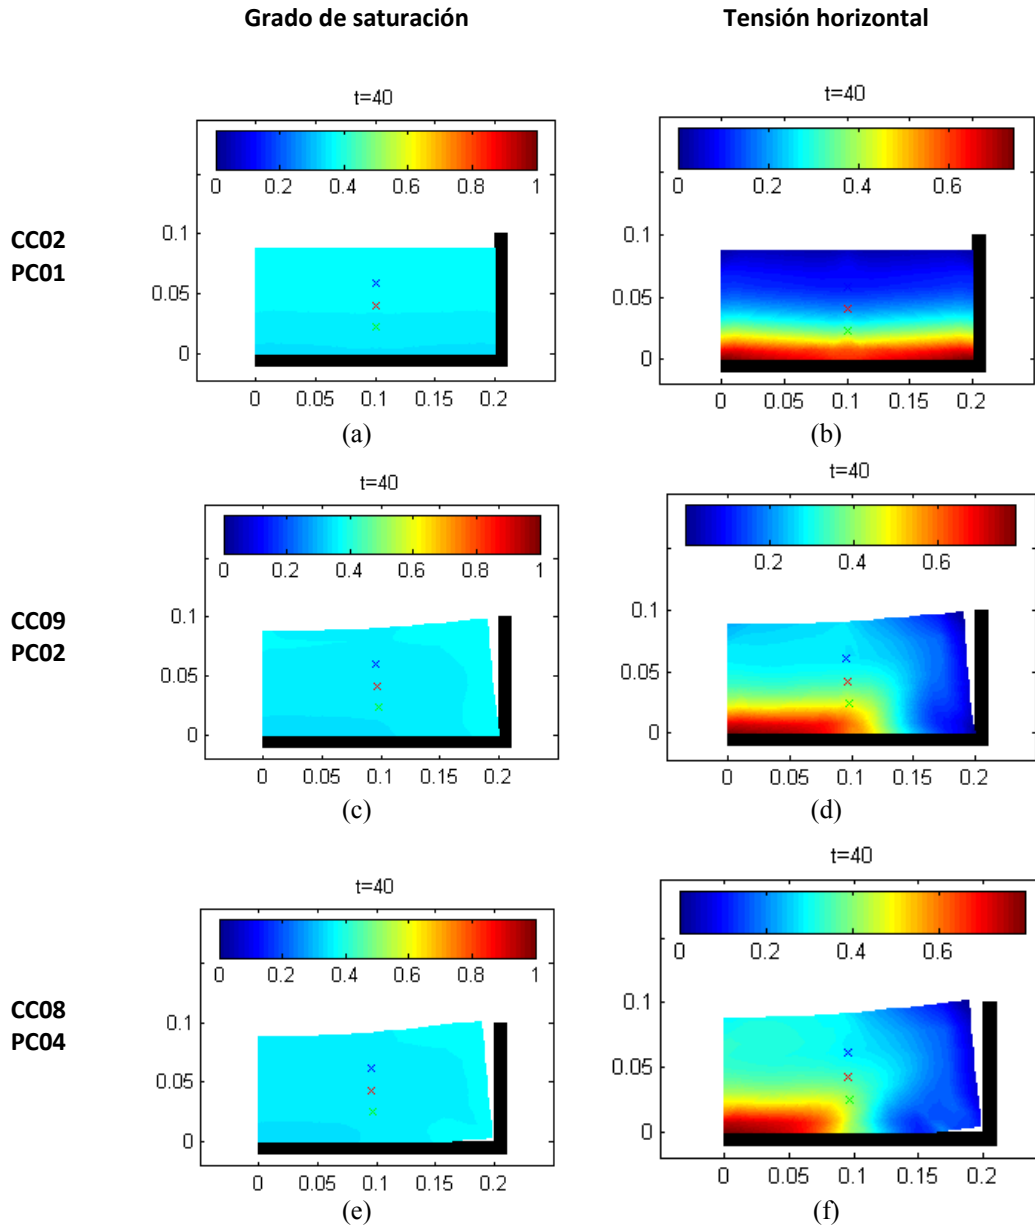 Grado de saturación
Tensión horizontal
t=40
t=40
0 0.2 0.4 0.6 0.8 1
0 0.2 0.4 0.6
CC02
PC01
0.1
0.05
0
0 0.05 0.1 0.15 0.2
0.1
0.05
0
0 0.05 0.1 0.15 0.2
(a)
(b)
t=40
t=40
0 0.2 0.4 0.6 0.8 1
0.2 0.4 0.6
CC09
PC02
0.1
0.05
0
0 0.05 0.1 0.15 0.2
0.1
0.05
0
0 0.05 0.1 0.15 0.2
(c)
(d)
t=40
t=40
0 0.2 0.4 0.6 0.8 1
0 0.2 0.4 0.6
CC08
PC04
0.1
0.05
0
0 0.05 0.1 0.15 0.2
0.1
0.05
0
0 0.05 0.1 0.15 0.2
(e)
(f)